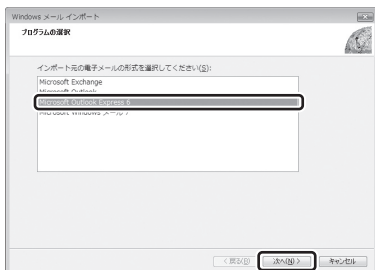 Windows メール インポート
プログラムの選択
インポート元の電子メールの形式を選択してください(S):
Microsoft Exchange
Microsoft Outlook
Microsoft Outlook Express 6
Microsoft Windows メール 7
< 戻る(B) 次へ(N) > キャンセル